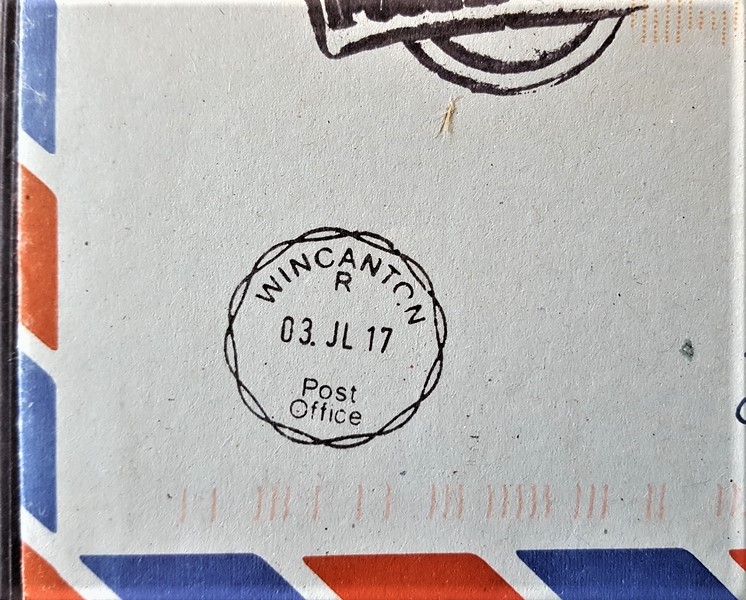 WINCANTON
R
03. JL 17
Post
Office